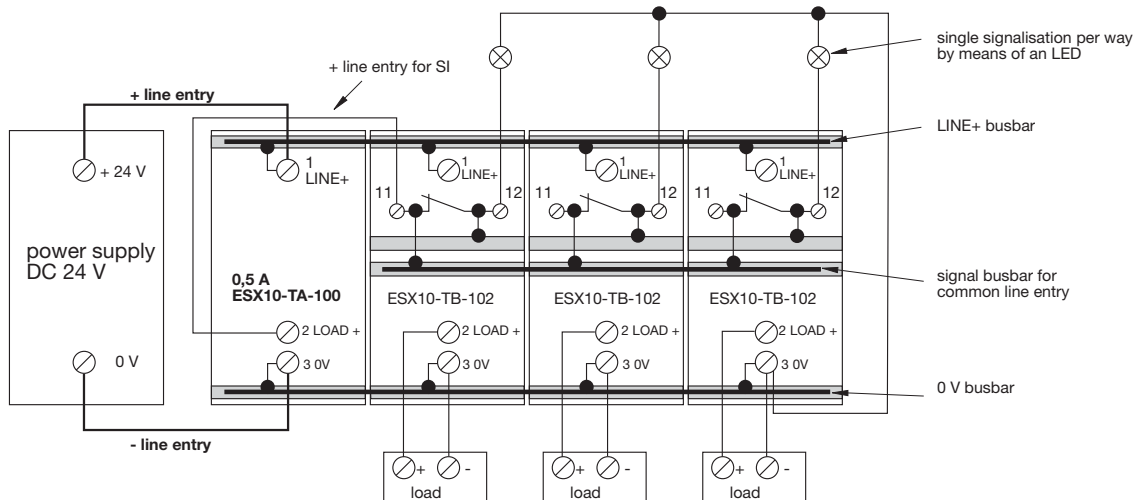 single signalisation per way
by means of an LED
+ line entry for SI
+ line entry
LINE+ busbar
+ 24 V
1
LINE+
1
LINE+
1
LINE+
1
LINE+
11
12
11
12
11
12
power supply
DC 24 V
0,5 A
ESX10-TA-100
ESX10-TB-102
ESX10-TB-102
ESX10-TB-102
signal busbar for
common line entry
2 LOAD +
2 LOAD +
2 LOAD +
2 LOAD +
0 V
3 0V
3 0V
3 0V
3 0V
0 V busbar
- line entry
+ -
load
+ -
load
+ -
load